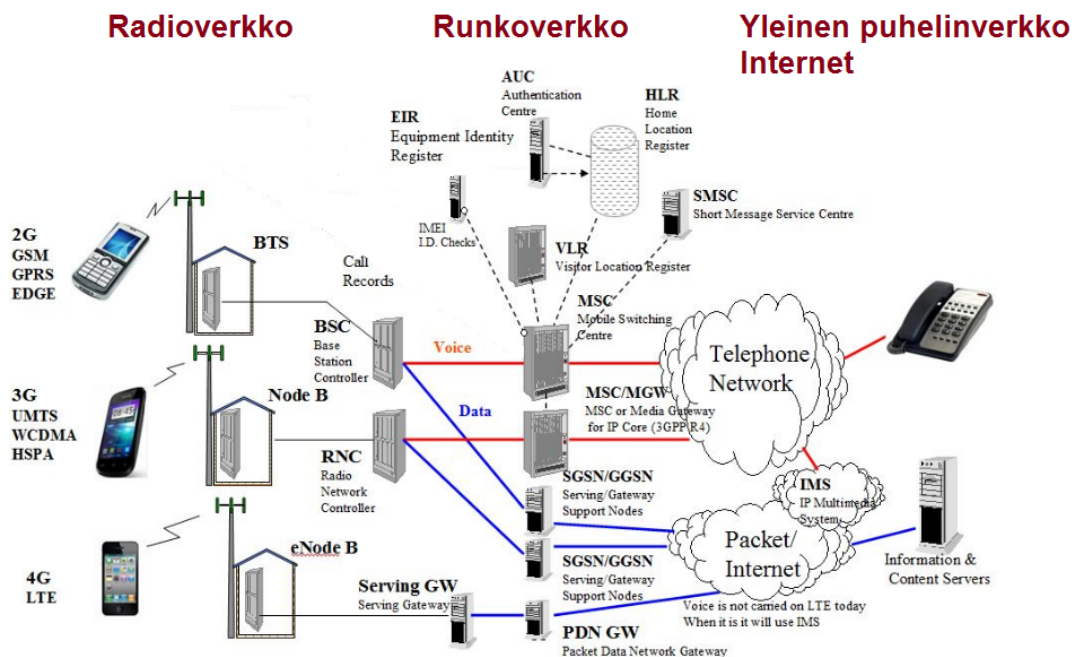 Radioverkko
Runkoverkko
Yleinen puhelinverkko
Internet
AUC
Authentication
Centre
HLR
Home
Location
Register
EIR
Equipment Identity
Register
SMSC
Short Message Service Centre
IMEI
I.D. Checks
VLR
Visitor Location Register
2G
GSM
GPRS
EDGE
BTS
Call
Records
BSC
Base
Station
Controller
MSC
Mobile Switching
Centre
Voice
Telephone
Network
3G
UMTS
WCDMA
HSPA
Node B
Data
MSC/MGW
MSC or Media Gateway
for IP Core (3GPP R4)
RNC
Radio
Network
Controller
SGSN/GGSN
Serving/Gateway
Support Nodes
IMS
IP Multimedia
System
4G
LTE
eNode B
Serving GW
Serving Gateway
SGSN/GGSN
Serving/Gateway
Support Nodes
Packet/
Internet
Information &
Content Servers
Voice is not carried on LTE today
When it is it will use IMS
PDN GW
Packet Data Network Gateway